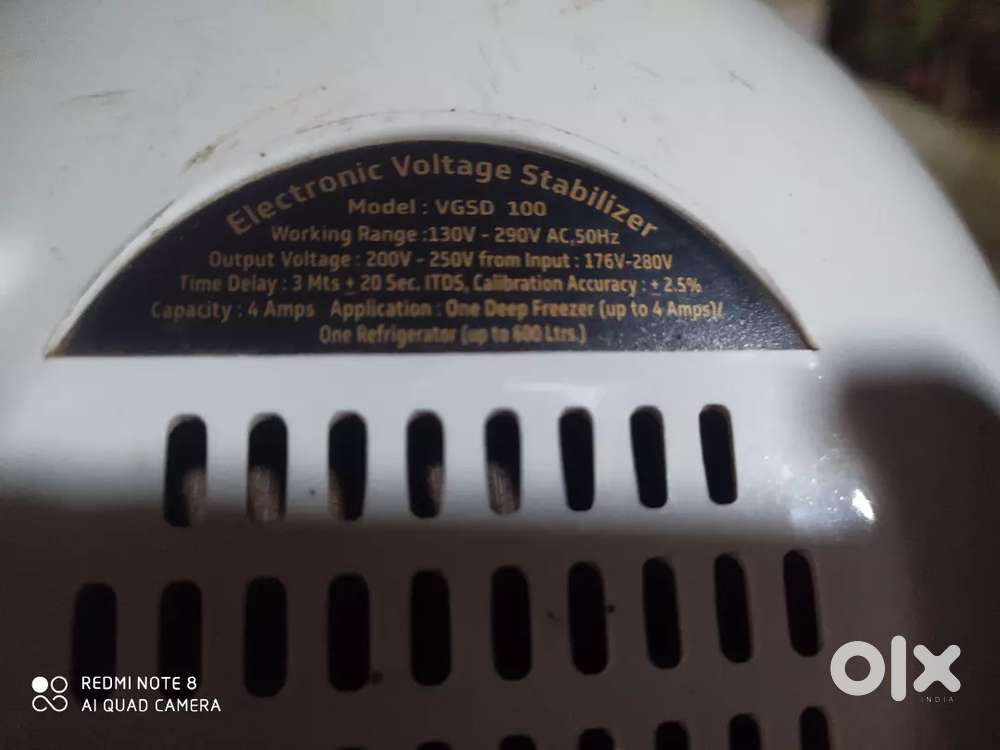 Electronic Voltage Stabilizer
Model : VGSD 100
Working Range :130V - 290V AC,50Hz
Output Voltage : 200V - 250V from Input : 176V-280V
Time Delay : 3 Mts ± 20 Sec. ITDS, Calibration Accuracy : ± 2.5%
Capacity : 4 Amps Application : One Deep Freezer (up to 4 Amps)/
One Refrigerator (up to 600 Ltrs.)
REDMI NOTE 8
AI QUAD CAMERA
olx
INDIA